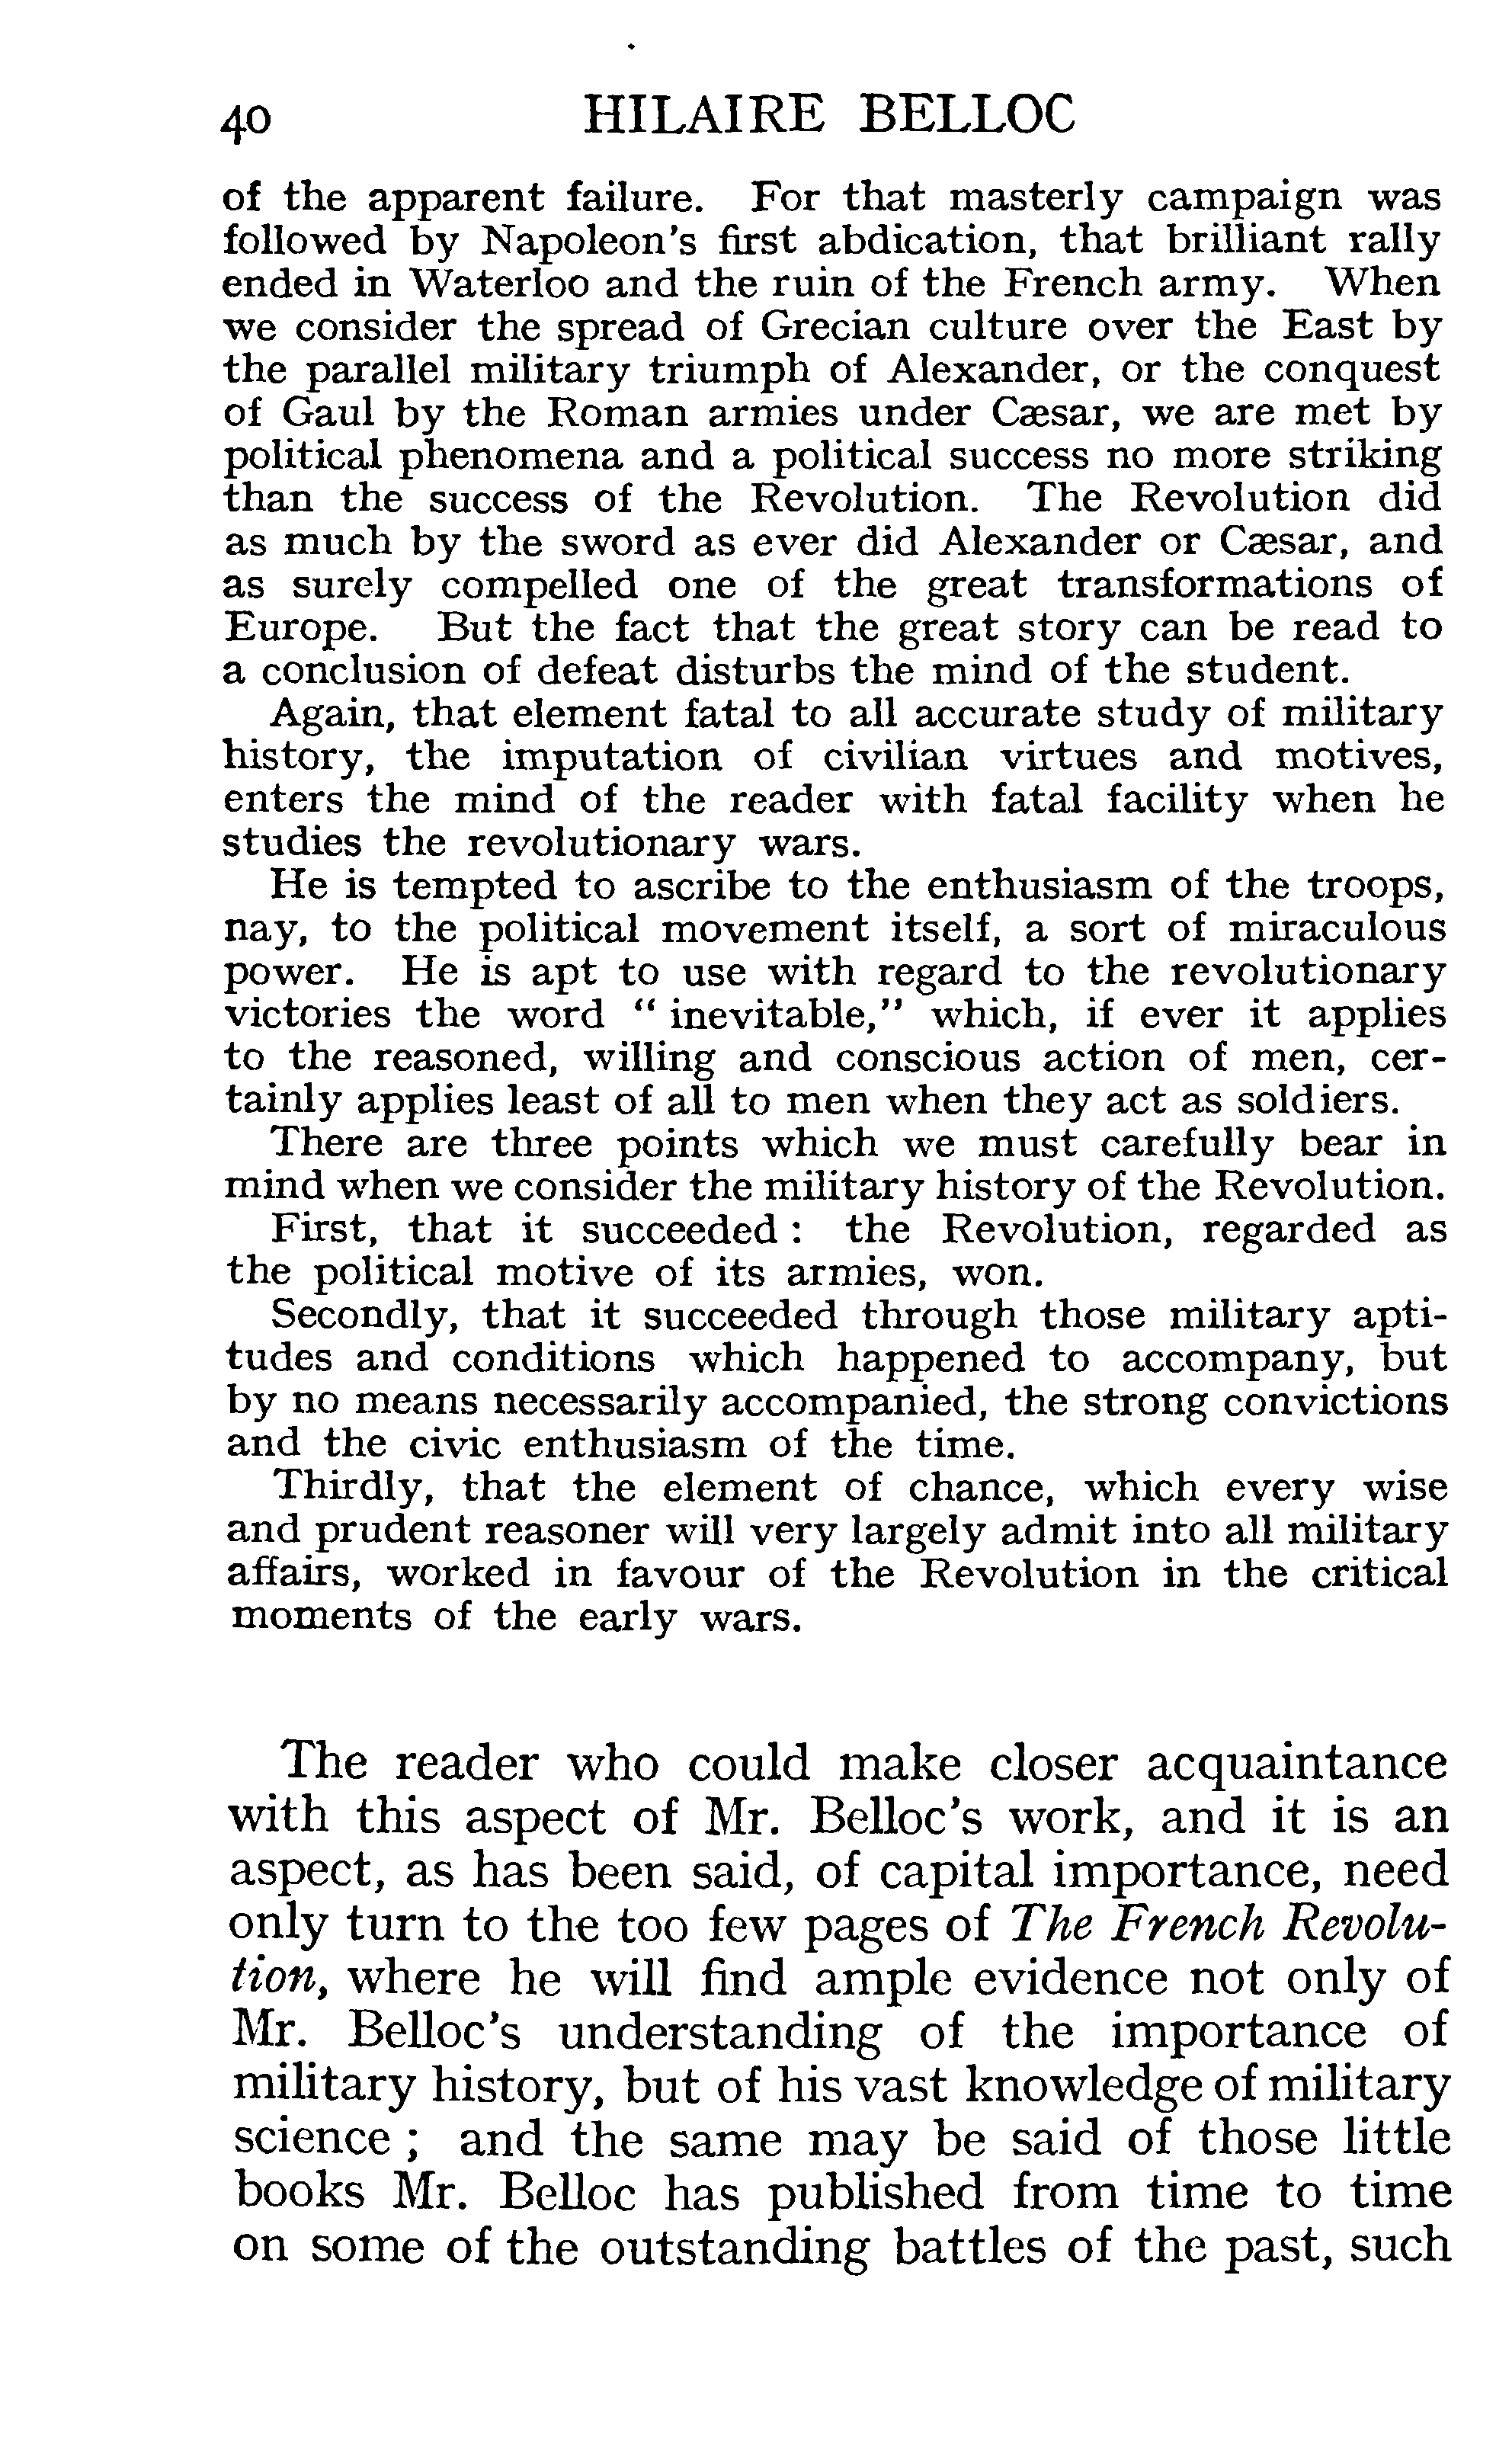 40 HILAIRE BELLOC
of the apparent failure. For that masterly campaign was
followed by Napoleon's first abdication, that brilliant rally
ended in Waterloo and the ruin of the French army. When
we consider the spread of Grecian culture over the East by
the parallel military triumph of Alexander, or the conquest
of Gaul by the Roman armies under Cæsar, we are met by
political phenomena and a political success no more striking
than the success of the Revolution. The Revolution did
as much by the sword as ever did Alexander or Cæsar, and
as surely compelled one of the great transformations of
Europe. But the fact that the great story can be read to
a conclusion of defeat disturbs the mind of the student.
Again, that element fatal to all accurate study of military
history, the imputation of civilian virtues and motives,
enters the mind of the reader with fatal facility when he
studies the revolutionary wars.
He is tempted to ascribe to the enthusiasm of the troops,
nay, to the political movement itself, a sort of miraculous
power. He is apt to use with regard to the revolutionary
victories the word " inevitable," which, if ever it applies
to the reasoned, willing and conscious action of men, cer-
tainly applies least of all to men when they act as soldiers.
There are three points which we must carefully bear in
mind when we consider the military history of the Revolution.
First, that it succeeded : the Revolution, regarded as
the political motive of its armies, won.
Secondly, that it succeeded through those military apti-
tudes and conditions which happened to accompany, but
by no means necessarily accompanied, the strong convictions
and the civic enthusiasm of the time.
Thirdly, that the element of chance, which every wise
and prudent reasoner will very largely admit into all military
affairs, worked in favour of the Revolution in the critical
moments of the early wars.
The reader who could make closer acquaintance
with this aspect of Mr. Belloc's work, and it is an
aspect, as has been said, of capital importance, need
only turn to the too few pages of The French Revolu-
tion, where he will find ample evidence not only of
Mr. Belloc's understanding of the importance of
military history, but of his vast knowledge of military
science ; and the same may be said of those little
books Mr. Belloc has published from time to time
on some of the outstanding battles of the past, such